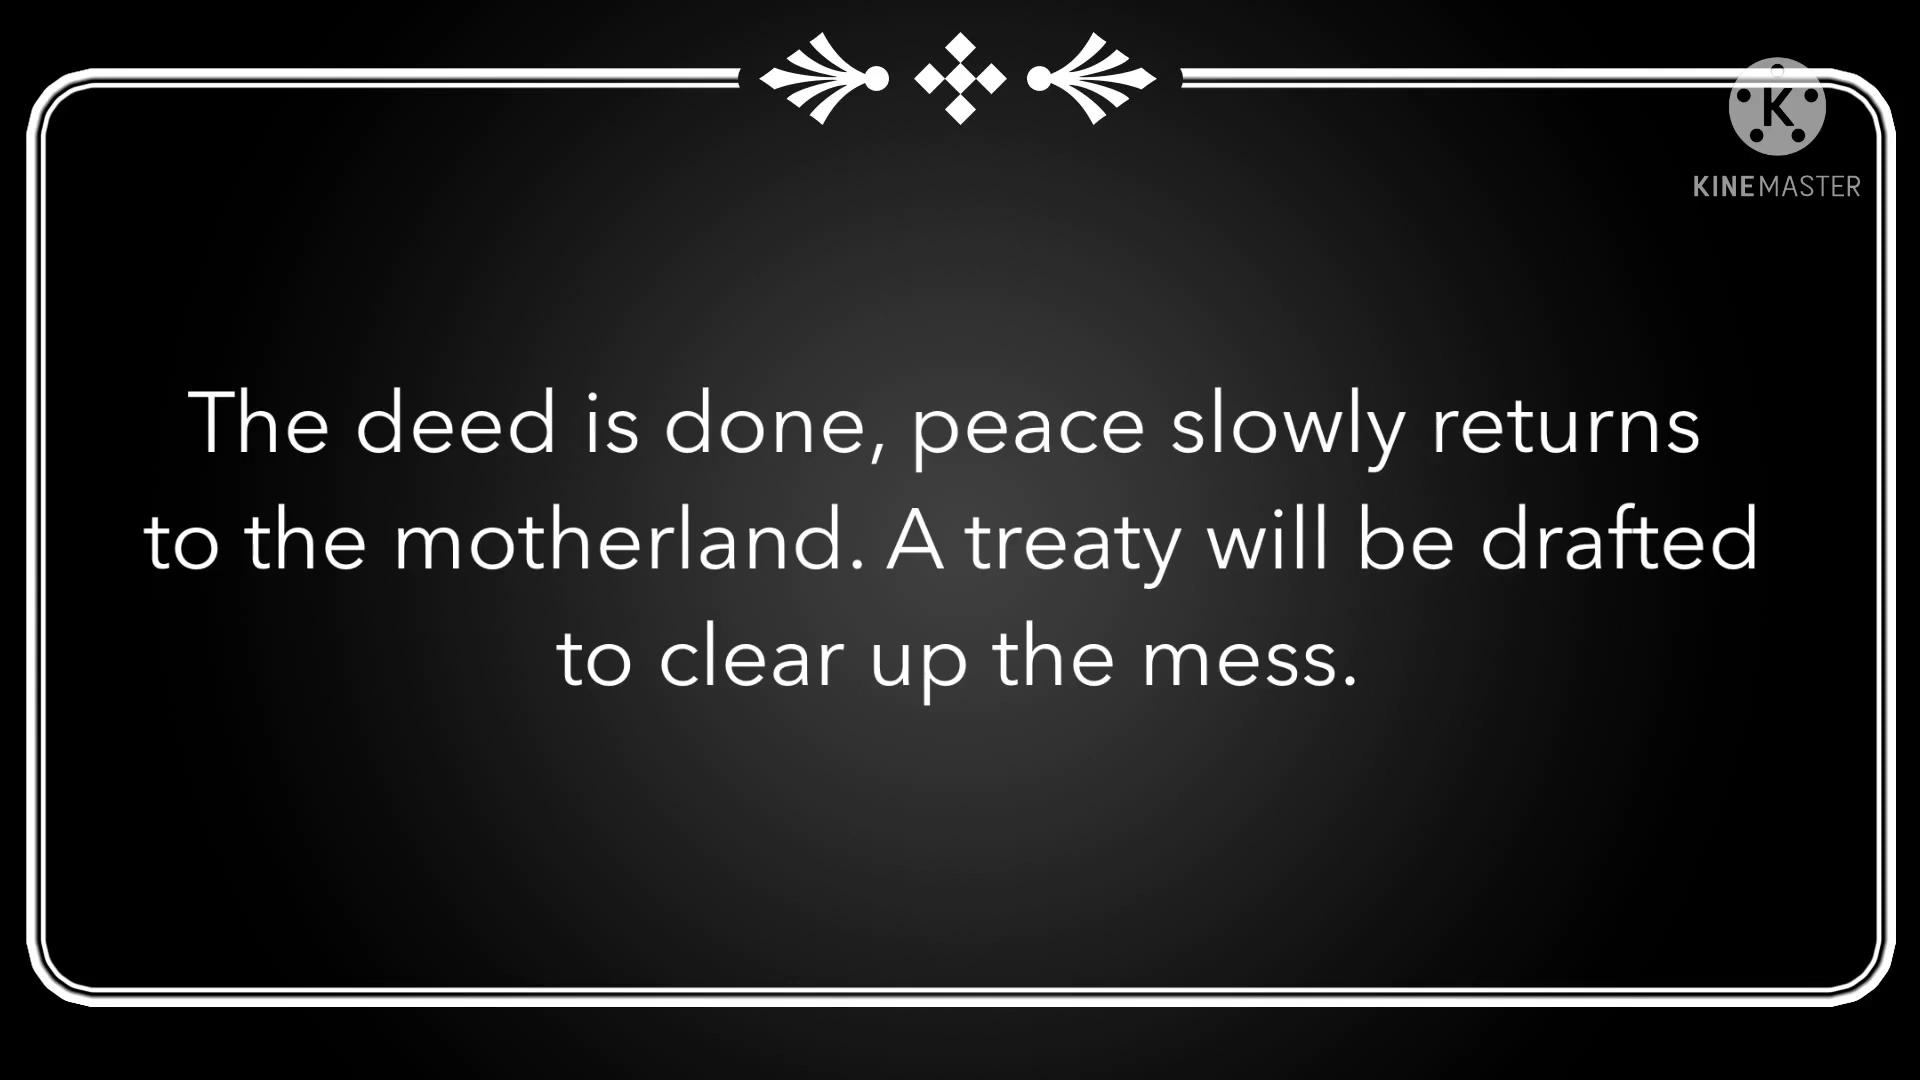 K
KINEMASTER
The deed is done, peace slowly returns
to the motherland. A treaty will be drafted
to clear up the mess.